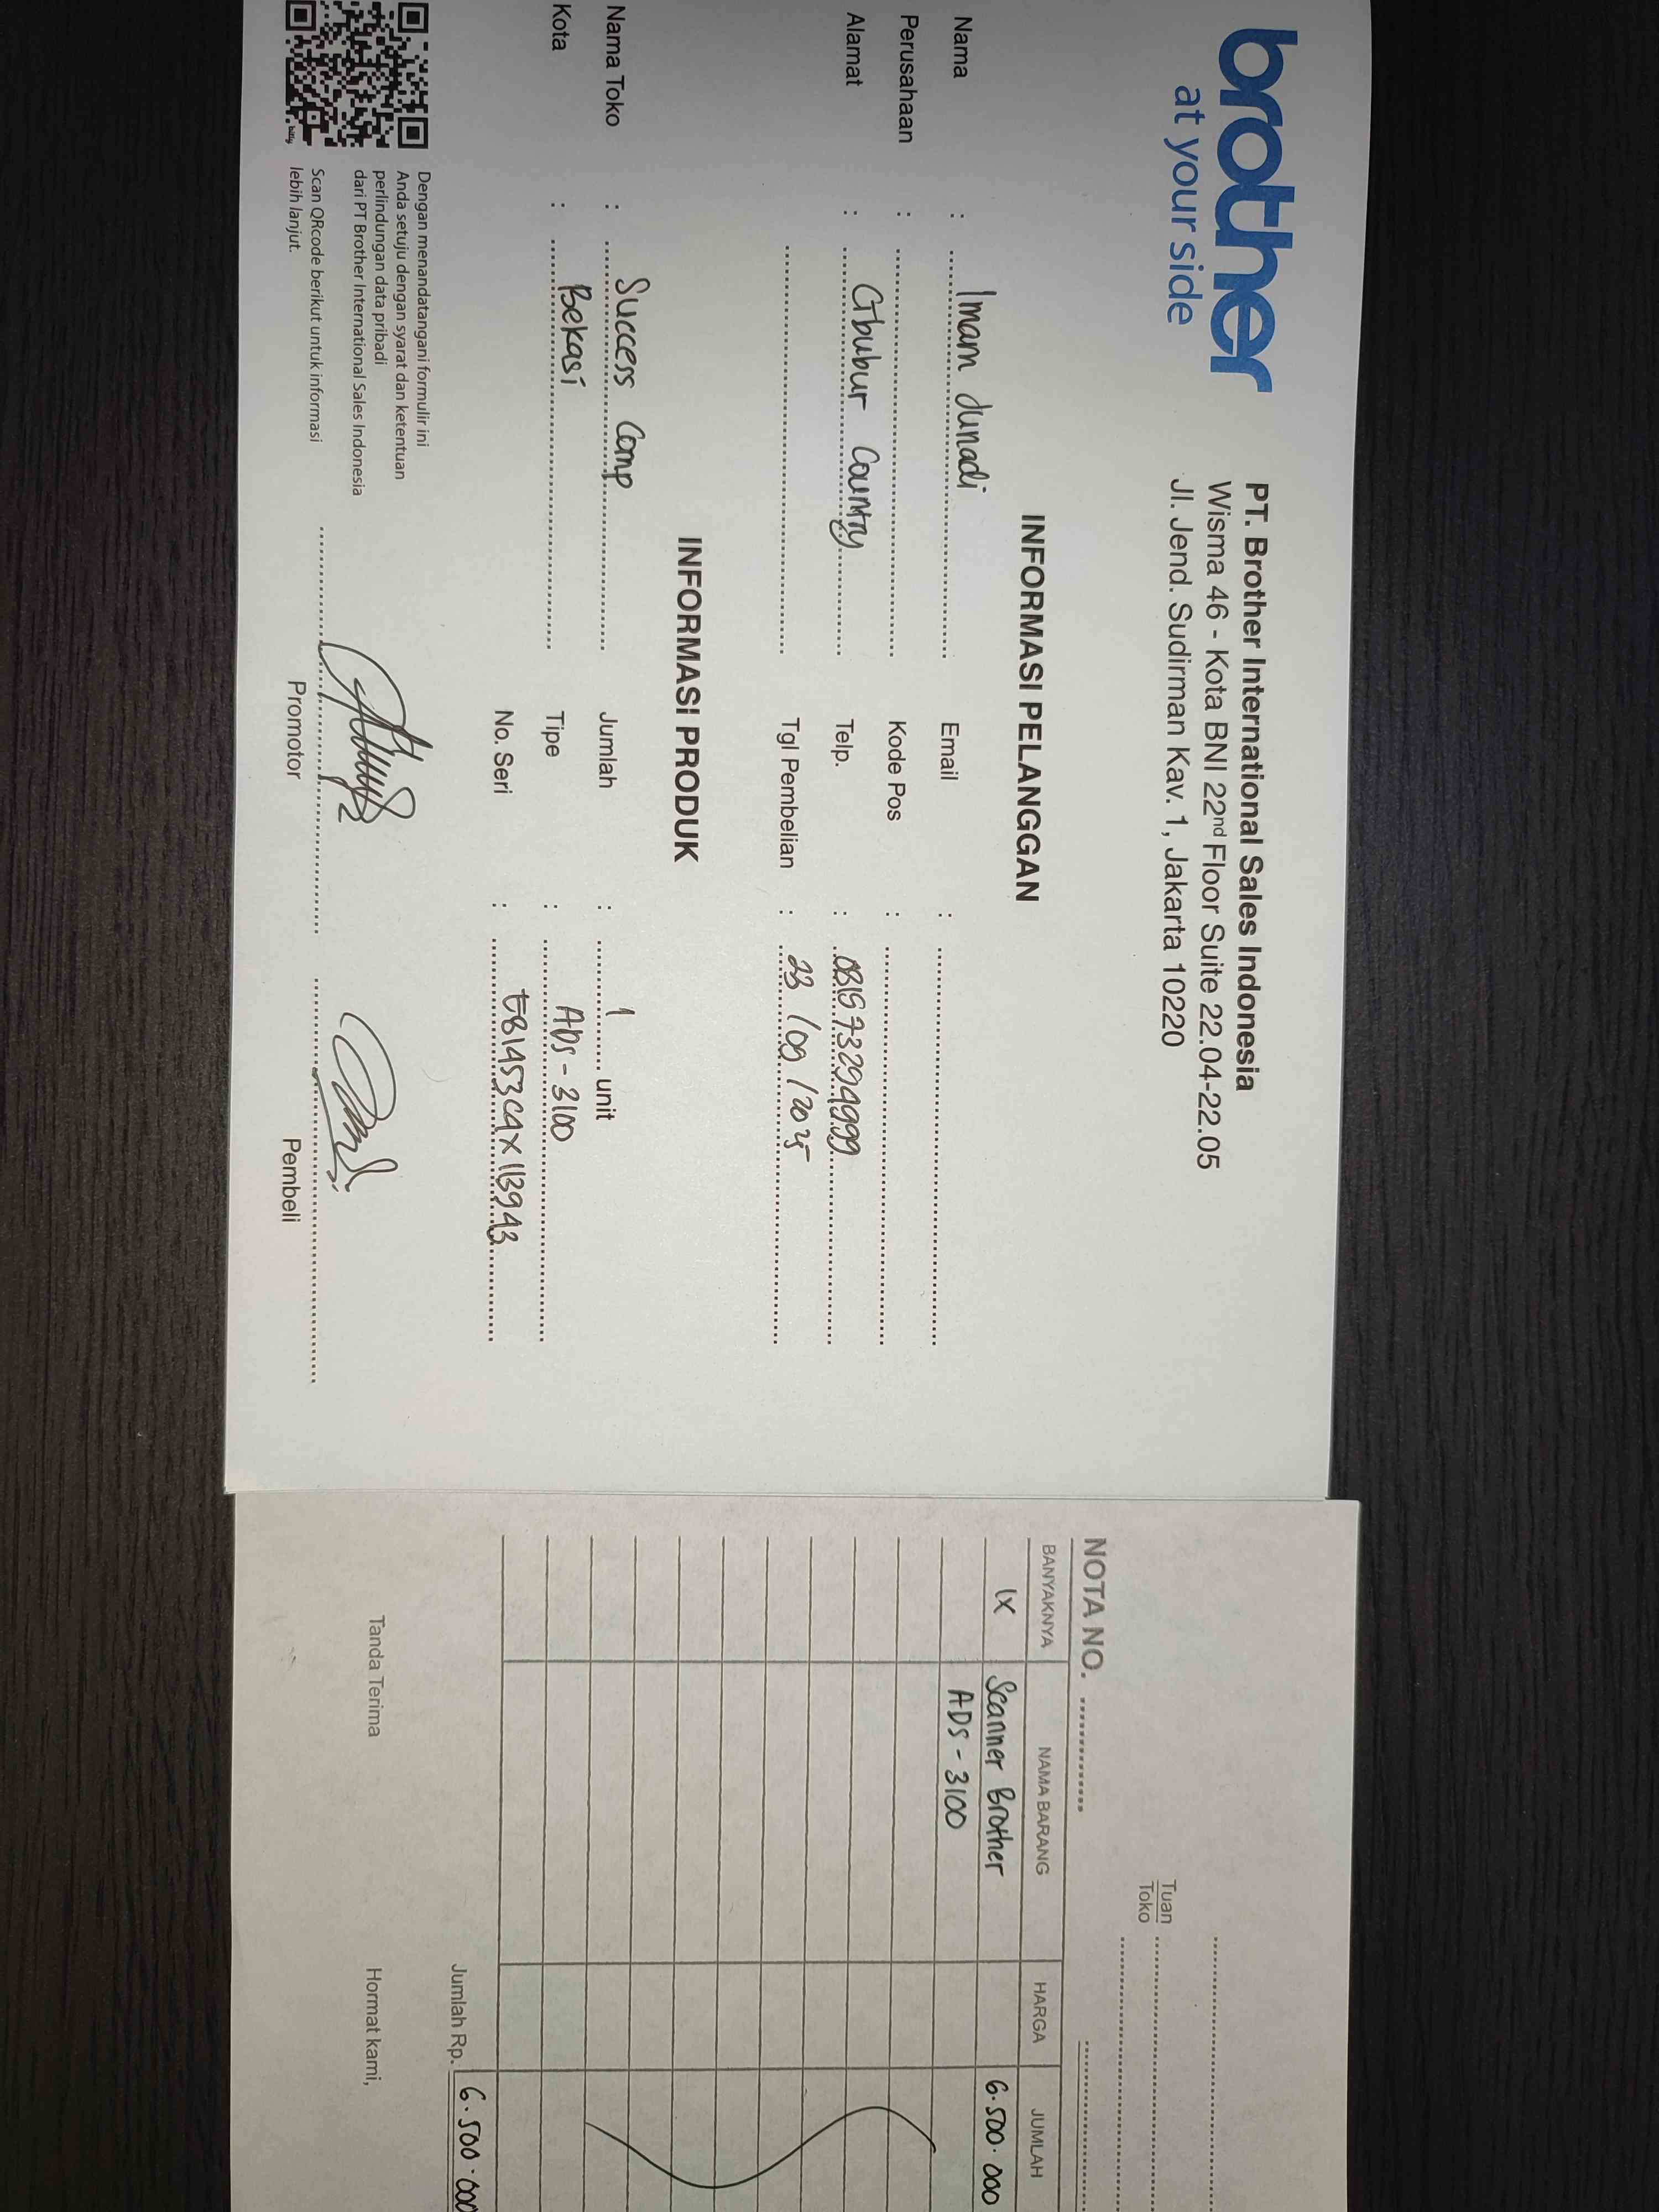 brother
at your side
PT. Brother International Sales Indonesia
Wisma 46 - Kota BNI 22nd Floor Suite 22.04-22.05
Jl. Jend. Sudirman Kav. 1, Jakarta 10220
INFORMASI PELANGGAN
Nama : Imam Junadi
Email :
Perusahaan :
Kode Pos :
Alamat : Cibubur Country
Telp. :
Tgl Pembelian : 23 / 09 / 2025
INFORMASI PRODUK
Nama Toko : Success Comp
Jumlah : 1 unit
Kota : Bekasi
Tipe : ADS - 3100
No. Seri :
Dengan menandatangani formulir ini
Anda setuju dengan syarat dan ketentuan
perlindungan data pribadi
dari PT Brother International Sales Indonesia
Scan QRcode berikut untuk informasi
lebih lanjut.
Promotor
Pembeli
Tuan
Toko
NOTA NO.
BANYAKNYA NAMA BARANG HARGA JUMLAH
1X Scanner Brother 6.500.000
ADS - 3100
Jumlah Rp. 6.500.000
Tanda Terima
Hormat kami,